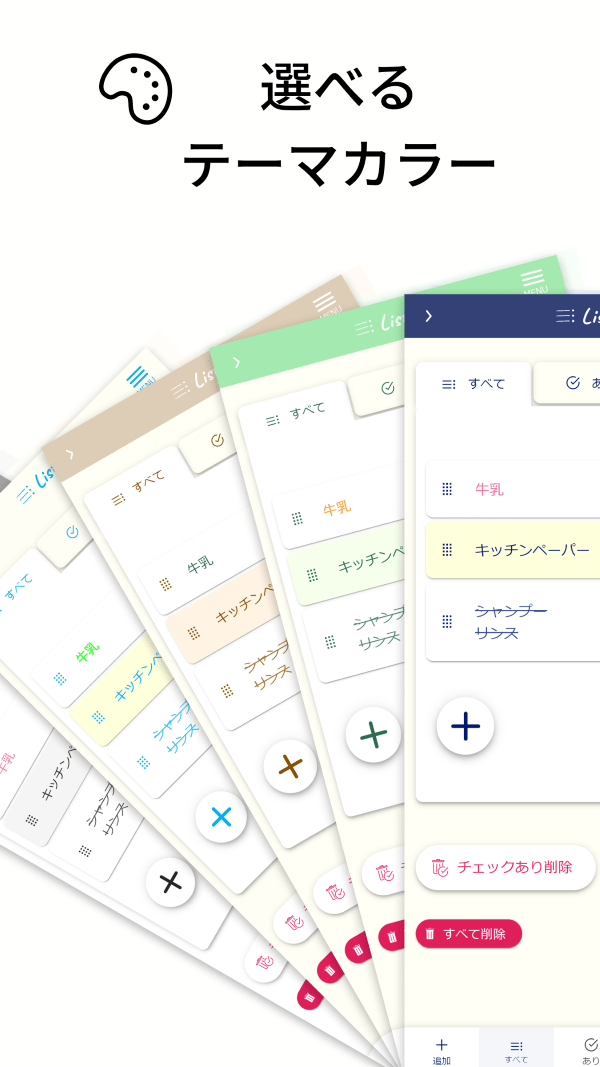 選べる
テーマカラー
MENU
すべて
牛乳
キッチンペ
シャンプ
リンス
Lis
すべて
牛乳
キッチンペ
シャンプ
リンス
MENU
Lis
すべて
牛乳
キッチンペ
シャンプ
リンス
Lis
すべて
あ
牛乳
キッチンペーパー
シャンプー
リンス
チェックあり削除
すべて削除
追加
すべて
あり
牛乳
キッチンペ
シャンプ
リンス